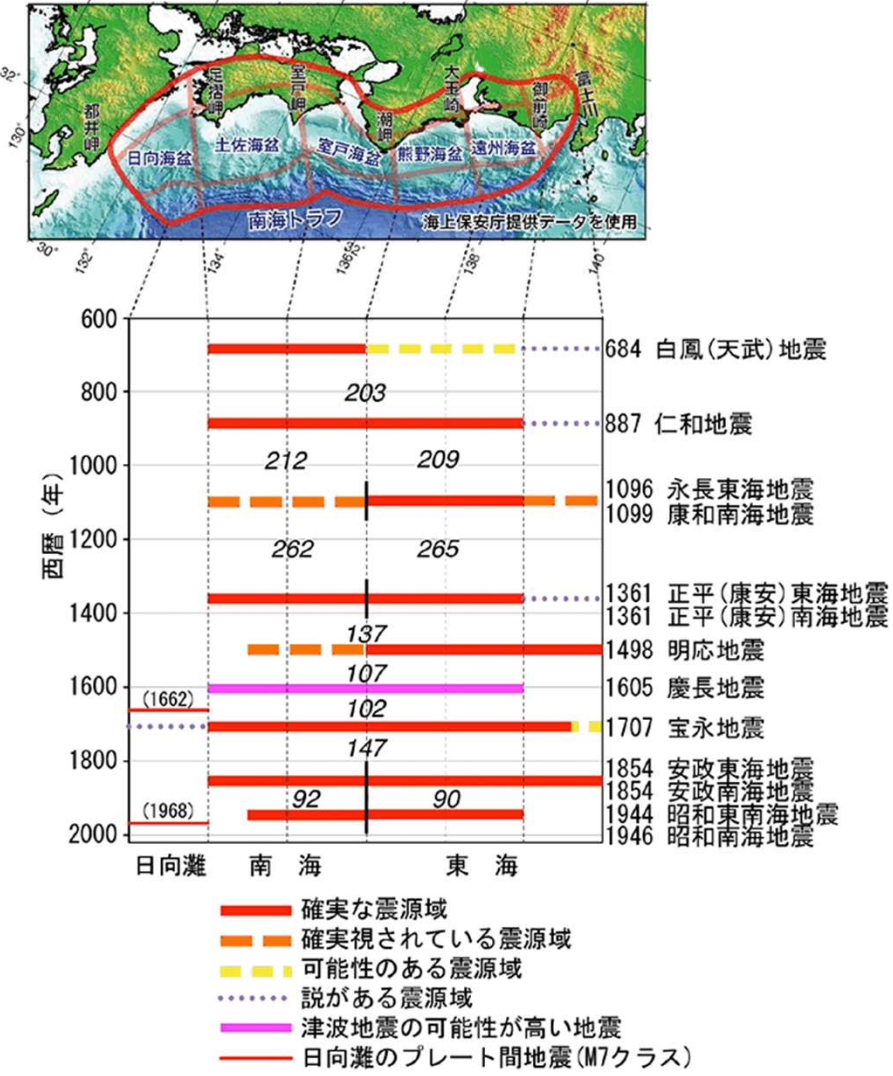 足摺岬
室戸岬
大王崎
御前崎
富士川
32°
都井岬
潮岬
130°
日向海盆
土佐海盆
室戸海盆
熊野海盆
遠州海盆
南海トラフ
海上保安庁提供データを使用
30°
132°
134°
136°
138°
140°
西暦(年)
600
684 白鳳(天武)地震
800
203
887 仁和地震
1000
212
209
1096 永長東海地震
1099 康和南海地震
1200
262
265
1361 正平(康安)東海地震
1361 正平(康安)南海地震
1400
137
1498 明応地震
107
1600
1605 慶長地震
(1662)
102
1707 宝永地震
147
1800
1854 安政東海地震
1854 安政南海地震
92
90
(1968)
1944 昭和東南海地震
1946 昭和南海地震
2000
日向灘 南 海 東 海
確実な震源域
確実視されている震源域
可能性のある震源域
説がある震源域
津波地震の可能性が高い地震
日向灘のプレート間地震(M7クラス)